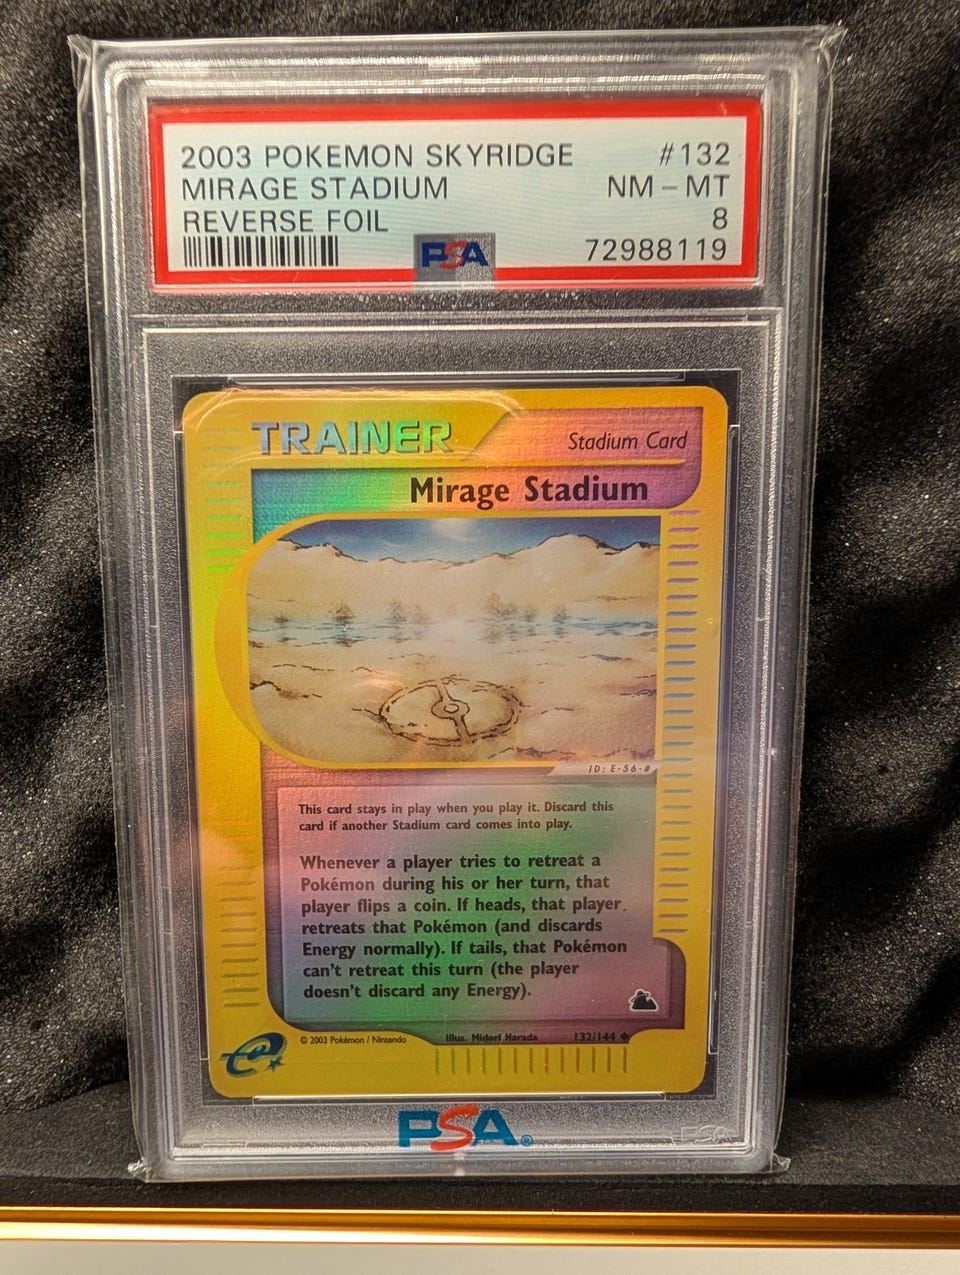 2003 POKEMON SKYRIDGE #132
MIRAGE STADIUM NM - MT
REVERSE FOIL 8
PSA 72988119
TRAINER Stadium Card
Mirage Stadium
ID: E-56-#
This card stays in play when you play it. Discard this
card if another Stadium card comes into play.
Whenever a player tries to retreat a
Pokémon during his or her turn, that
player flips a coin. If heads, that player
retreats that Pokémon (and discards
Energy normally). If tails, that Pokémon
can't retreat this turn (the player
doesn't discard any Energy).
© 2003 Pokémon / Nintendo Illus. Midori Harada 132/144 ◆
e
PSA®
PSA